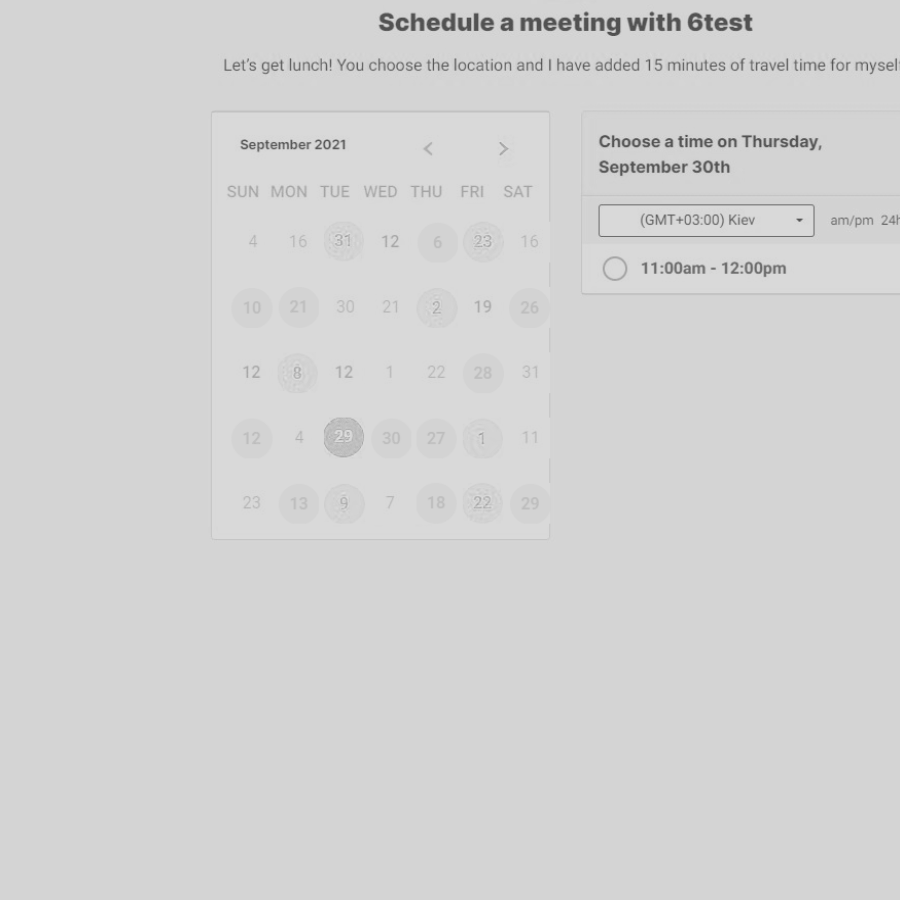 Schedule a meeting with 6test
Let's get lunch! You choose the location and I have added 15 minutes of travel time for
September 2021
SUN MON TUE WED THU FRI SAT
4 16 31 12 6 23 16
10 21 30 21 2 19 26
12 8 12 1 22 28 31
12 4 29 30 27 1 11
23 13 9 7 18 22 29
Choose a time on Thursday,
September 30th
(GMT+03:00) Kiev am/pm
11:00am - 12:00pm